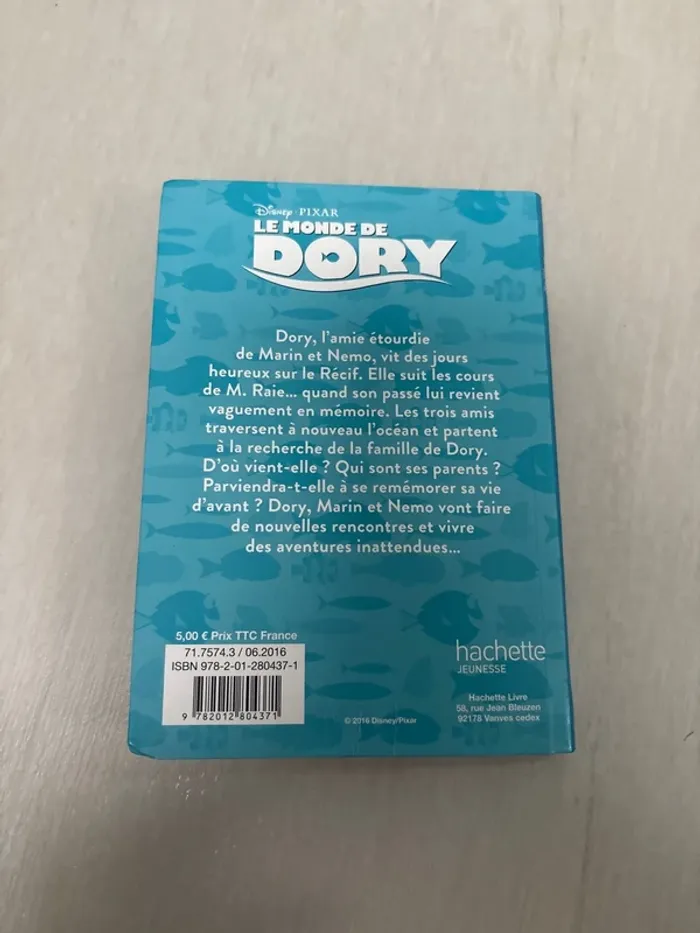 Disney · PIXAR
LE MONDE DE
DORY
Dory, l'amie étourdie
de Marin et Nemo, vit des jours
heureux sur le Récif. Elle suit les cours
de M. Raie... quand son passé lui revient
vaguement en mémoire. Les trois amis
traversent à nouveau l'océan et partent
à la recherche de la famille de Dory.
D'où vient-elle ? Qui sont ses parents ?
Parviendra-t-elle à se remémorer sa vie
d'avant ? Dory, Marin et Nemo vont faire
de nouvelles rencontres et vivre
des aventures inattendues...
5,00 € Prix TTC France
71.7574.3 / 06.2016
ISBN 978-2-01-280437-1
9 782012 804371
© 2016 Disney/Pixar
hachette
JEUNESSE
Hachette Livre
58, rue Jean Bleuzen
92178 Vanves cedex